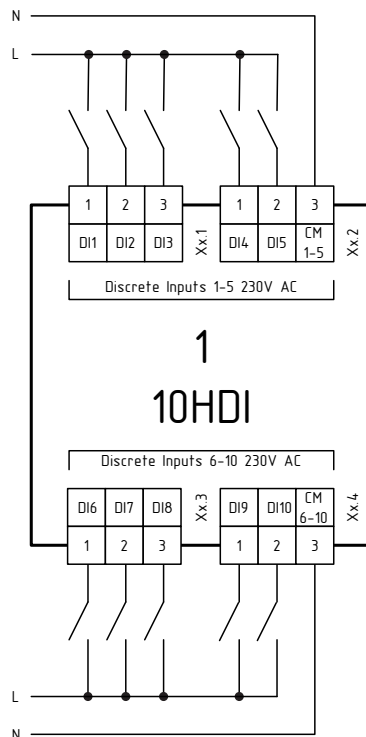 N
L
1 2 3 1 2 3
DI1 DI2 DI3 Xx.1 DI4 DI5 CM 1-5 Xx.2
Discrete Inputs 1-5 230V AC
1
10HDI
Discrete Inputs 6-10 230V AC
DI6 DI7 DI8 Xx.3 DI9 DI10 CM 6-10 Xx.4
1 2 3 1 2 3
L
N